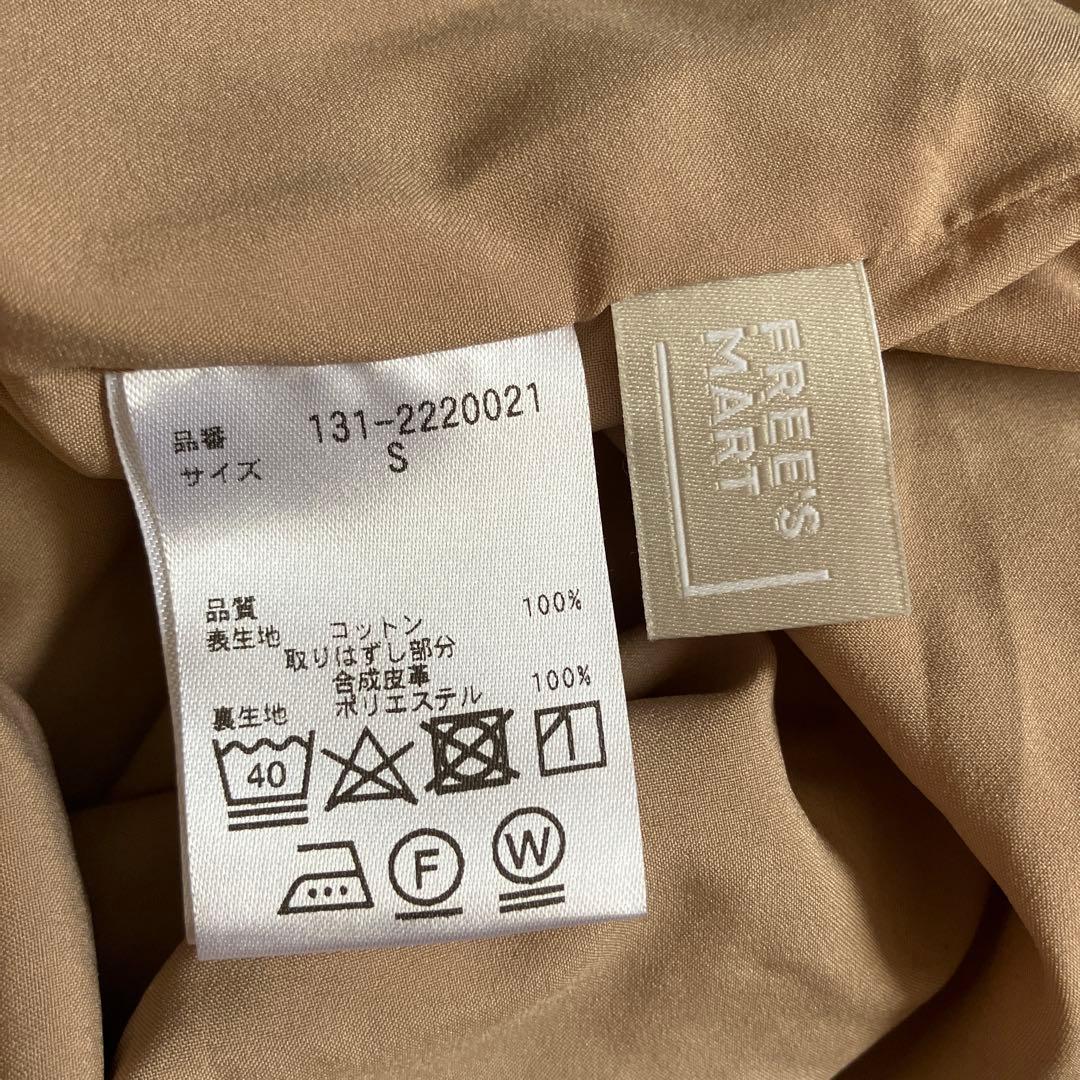 品番 131-2220021
サイズ S
品質
表生地 コットン 100%
取りはずし部分
合成皮革
裏生地 ポリエステル 100%
40
F
W
FREE'S
MART